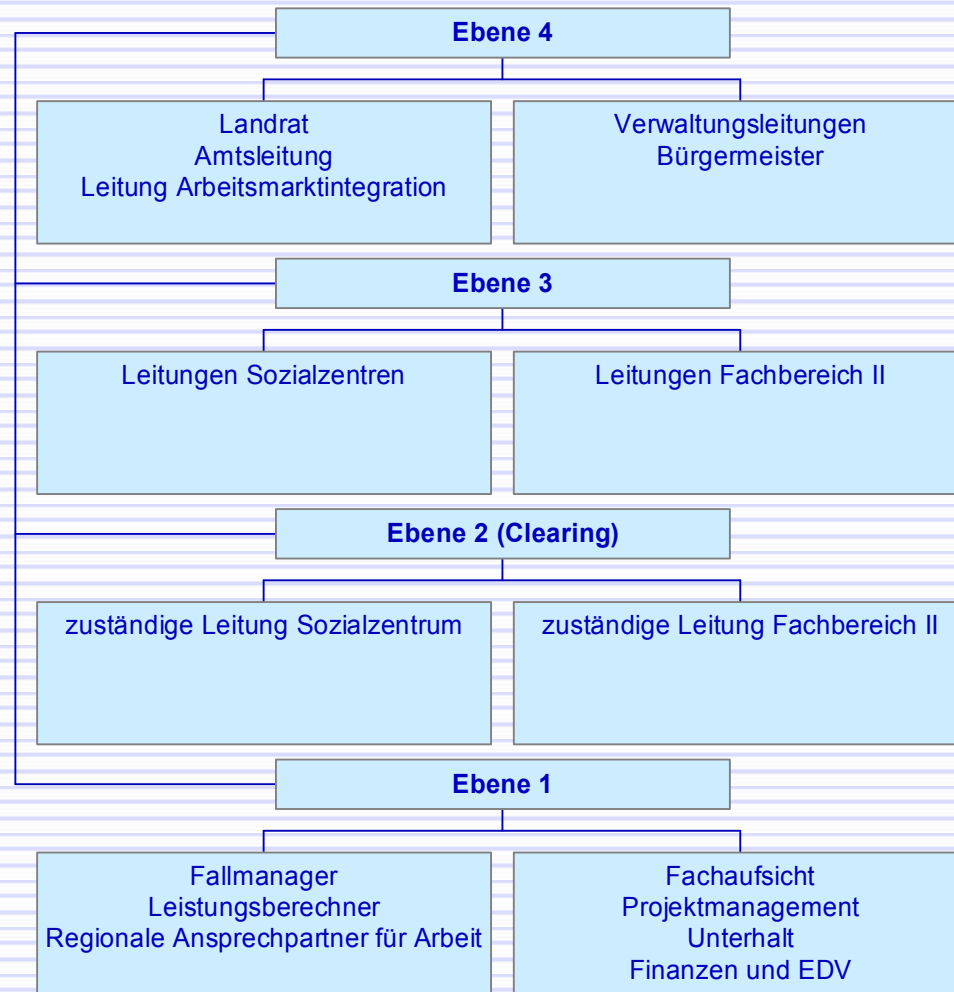 Ebene 4
Landrat
Amtsleitung
Leitung Arbeitsmarktintegration
Verwaltungsleitungen
Bürgermeister
Ebene 3
Leitungen Sozialzentren
Leitungen Fachbereich II
Ebene 2 (Clearing)
zuständige Leitung Sozialzentrum
zuständige Leitung Fachbereich II
Ebene 1
Fallmanager
Leistungsberechner
Regionale Ansprechpartner für Arbeit
Fachaufsicht
Projektmanagement
Unterhalt
Finanzen und EDV